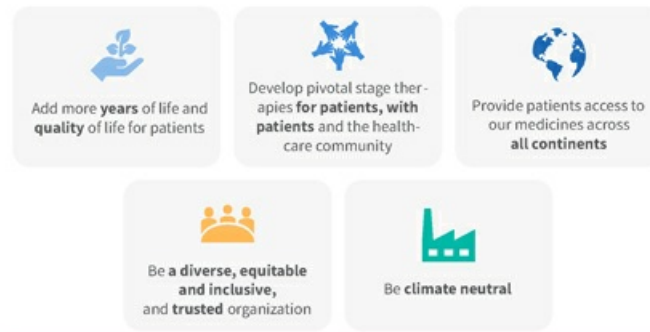 Add more years of life and
quality of life for patients
Develop pivotal stage ther-
apies for patients, with
patients and the health-
care community
Provide patients access to
our medicines across
all continents
Be a diverse, equitable
and inclusive,
and trusted organization
Be climate neutral